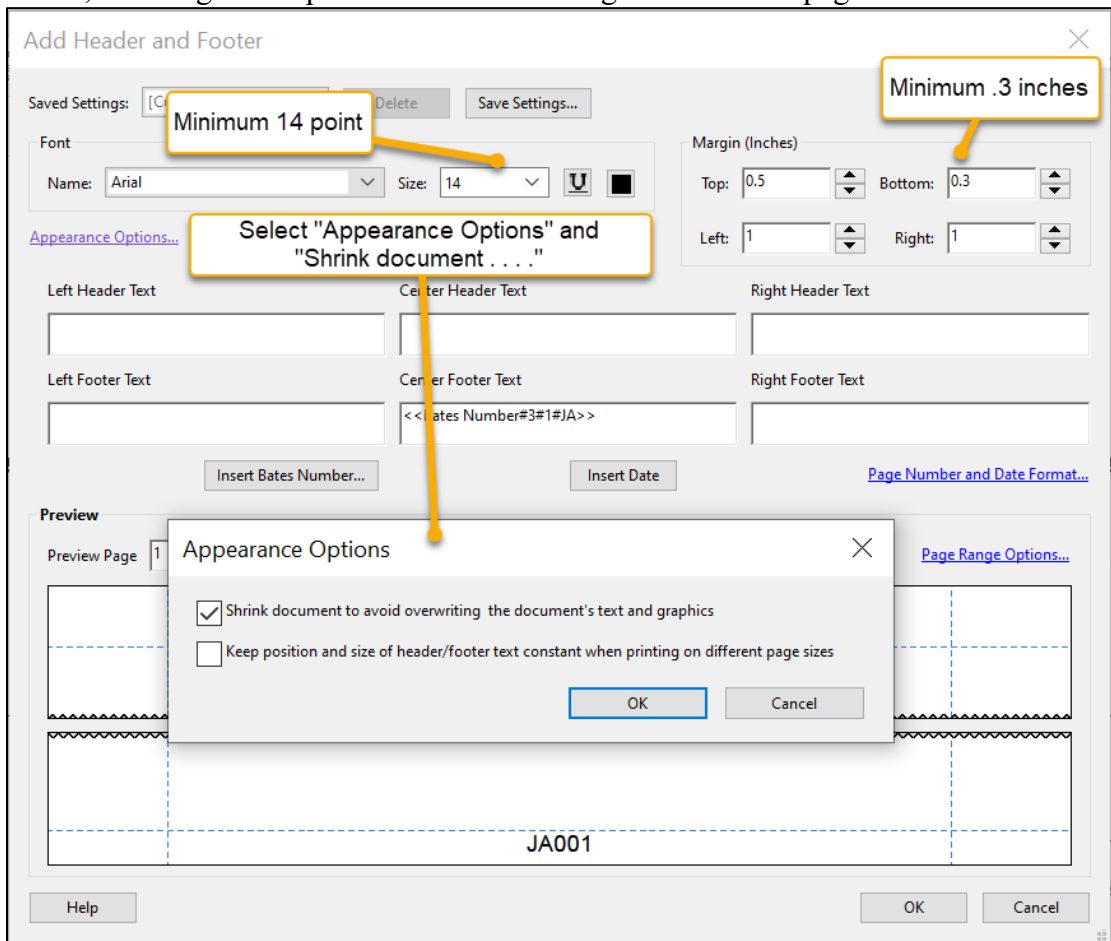 Add Header and Footer
Minimum .3 inches
Saved Settings: Delete Save Settings...
Minimum 14 point
Font
Margin (Inches)
Name: Arial Size: 14 U
Top: 0.5 Bottom: 0.3
Appearance Options...
Select "Appearance Options" and
"Shrink document . . . ."
Left: 1 Right: 1
Left Header Text Center Header Text Right Header Text
Left Footer Text Center Footer Text Right Footer Text
<<Bates Number#3#1#JA>>
Insert Bates Number... Insert Date Page Number and Date Format...
Preview
Preview Page 1 Page Range Options...
Appearance Options
Shrink document to avoid overwriting the document's text and graphics
Keep position and size of header/footer text constant when printing on different page sizes
OK Cancel
JA001
Help OK Cancel